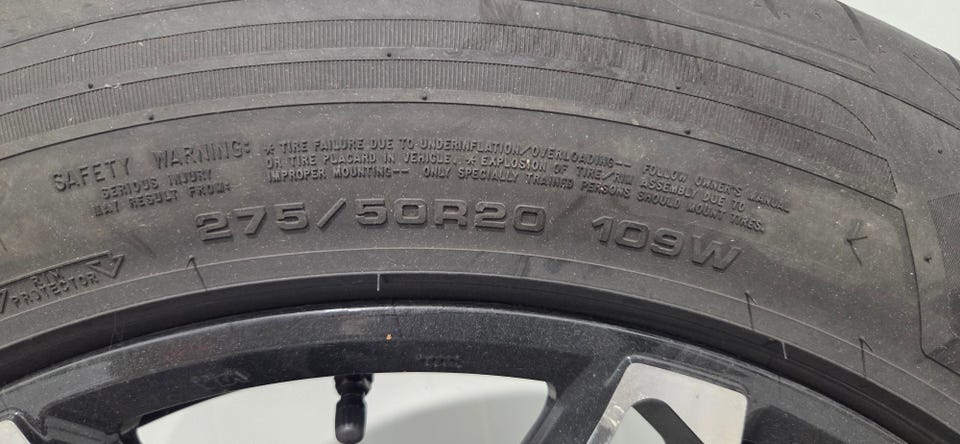 SAFETY WARNING:
SERIOUS INJURY
MAY RESULT FROM:
* TIRE FAILURE DUE TO UNDERINFLATION/OVERLOADING-- FOLLOW OWNER'S MANUAL
OR TIRE PLACARD IN VEHICLE. * EXPLOSION OF TIRE/RIM ASSEMBLY DUE TO
IMPROPER MOUNTING-- ONLY SPECIALLY TRAINED PERSONS SHOULD MOUNT TIRES.
275/50R20 109W
RIM
PROTECTOR